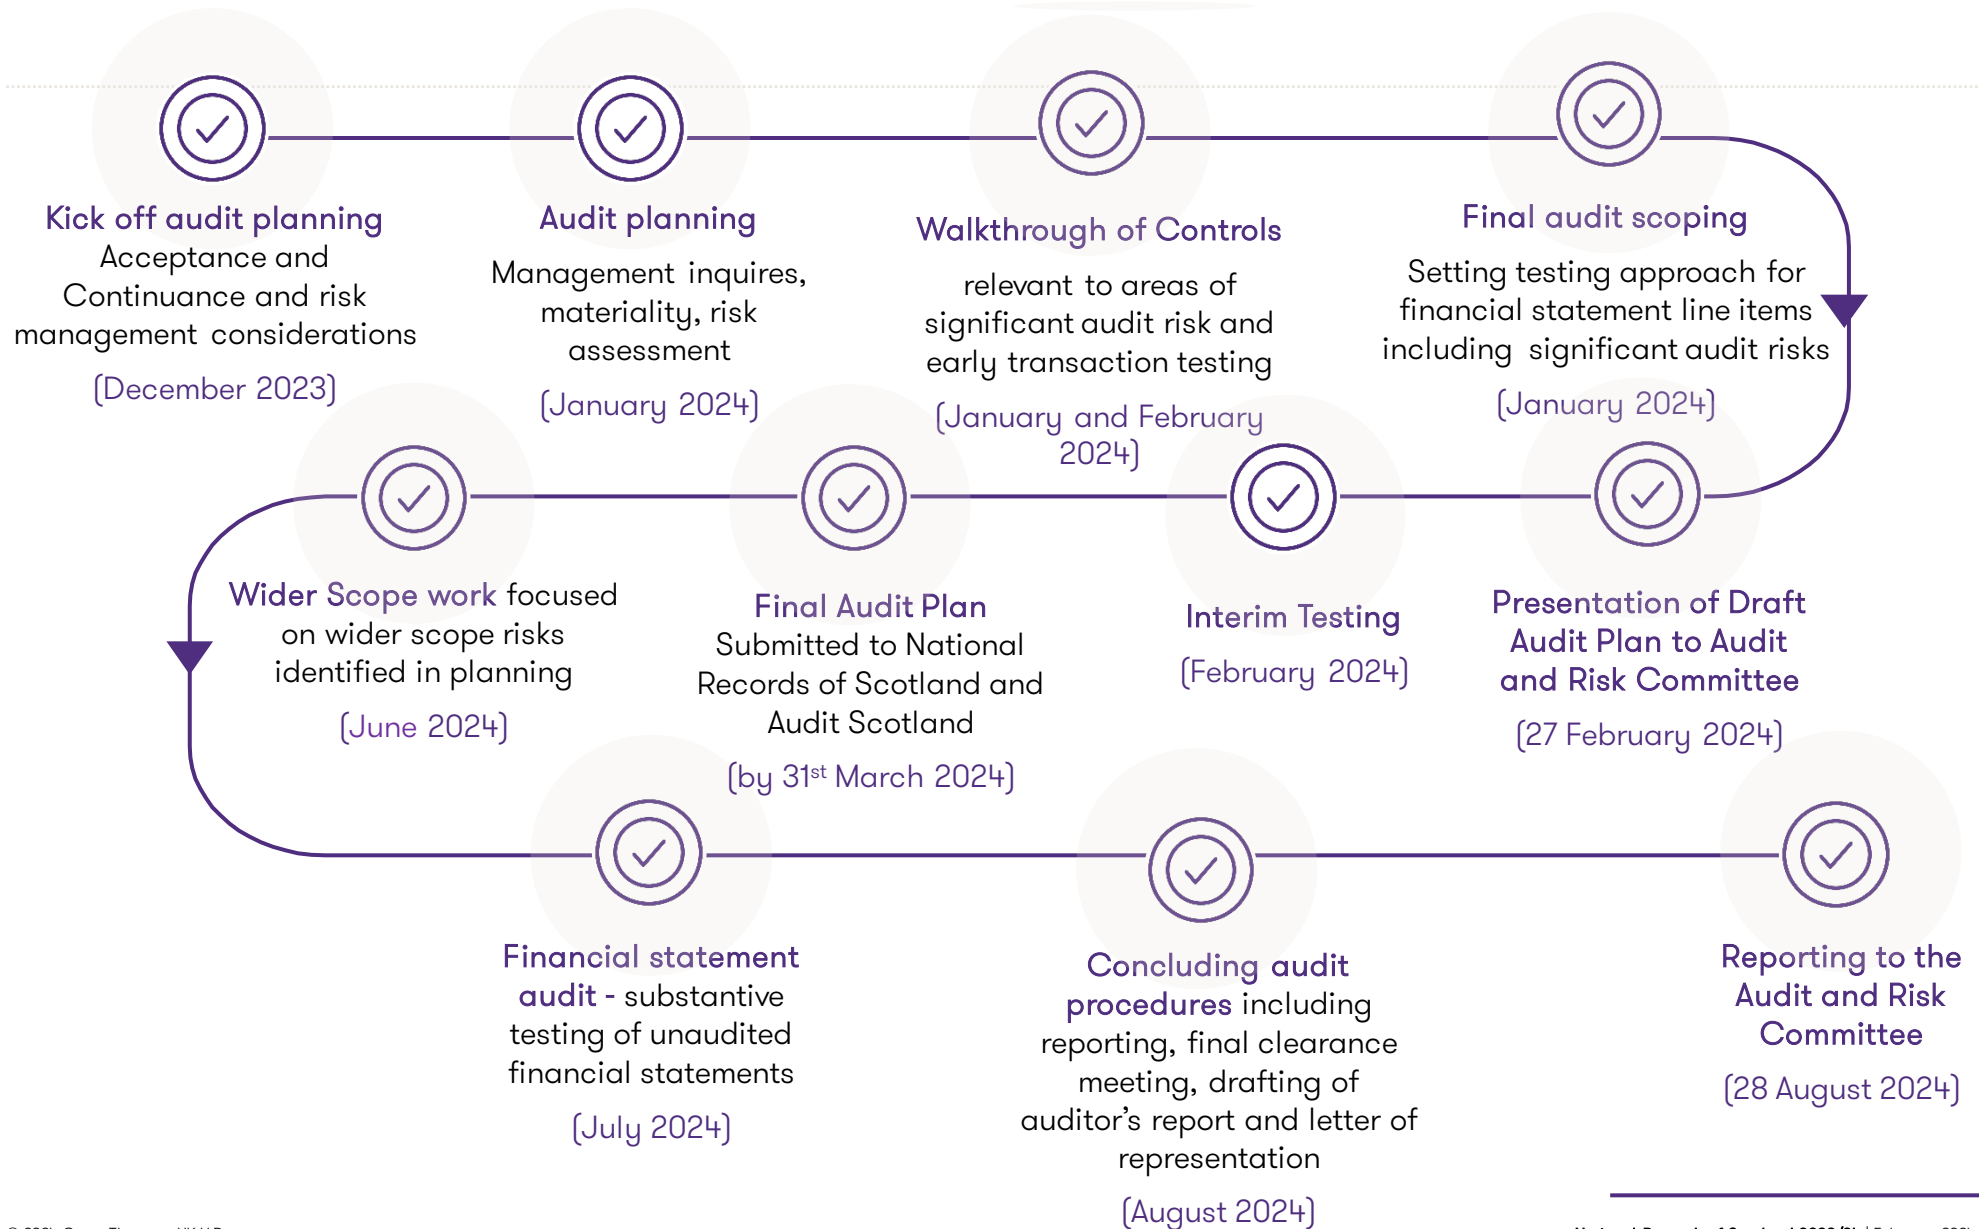 Kick off audit planning
Acceptance and
Continuance and risk
management considerations
(December 2023)
Audit planning
Management inquires,
materiality, risk
assessment
(January 2024)
Walkthrough of Controls
relevant to areas of
significant audit risk and
early transaction testing
(January and February
2024)
Final audit scoping
Setting testing approach for
financial statement line items
including significant audit risks
(January 2024)
Presentation of Draft
Audit Plan to Audit
and Risk Committee
(27 February 2024)
Interim Testing
(February 2024)
Final Audit Plan
Submitted to National
Records of Scotland and
Audit Scotland
(by 31st March 2024)
Wider Scope work focused
on wider scope risks
identified in planning
(June 2024)
Financial statement
audit - substantive
testing of unaudited
financial statements
(July 2024)
Concluding audit
procedures including
reporting, final clearance
meeting, drafting of
auditor’s report and letter of
representation
(August 2024)
Reporting to the
Audit and Risk
Committee
(28 August 2024)